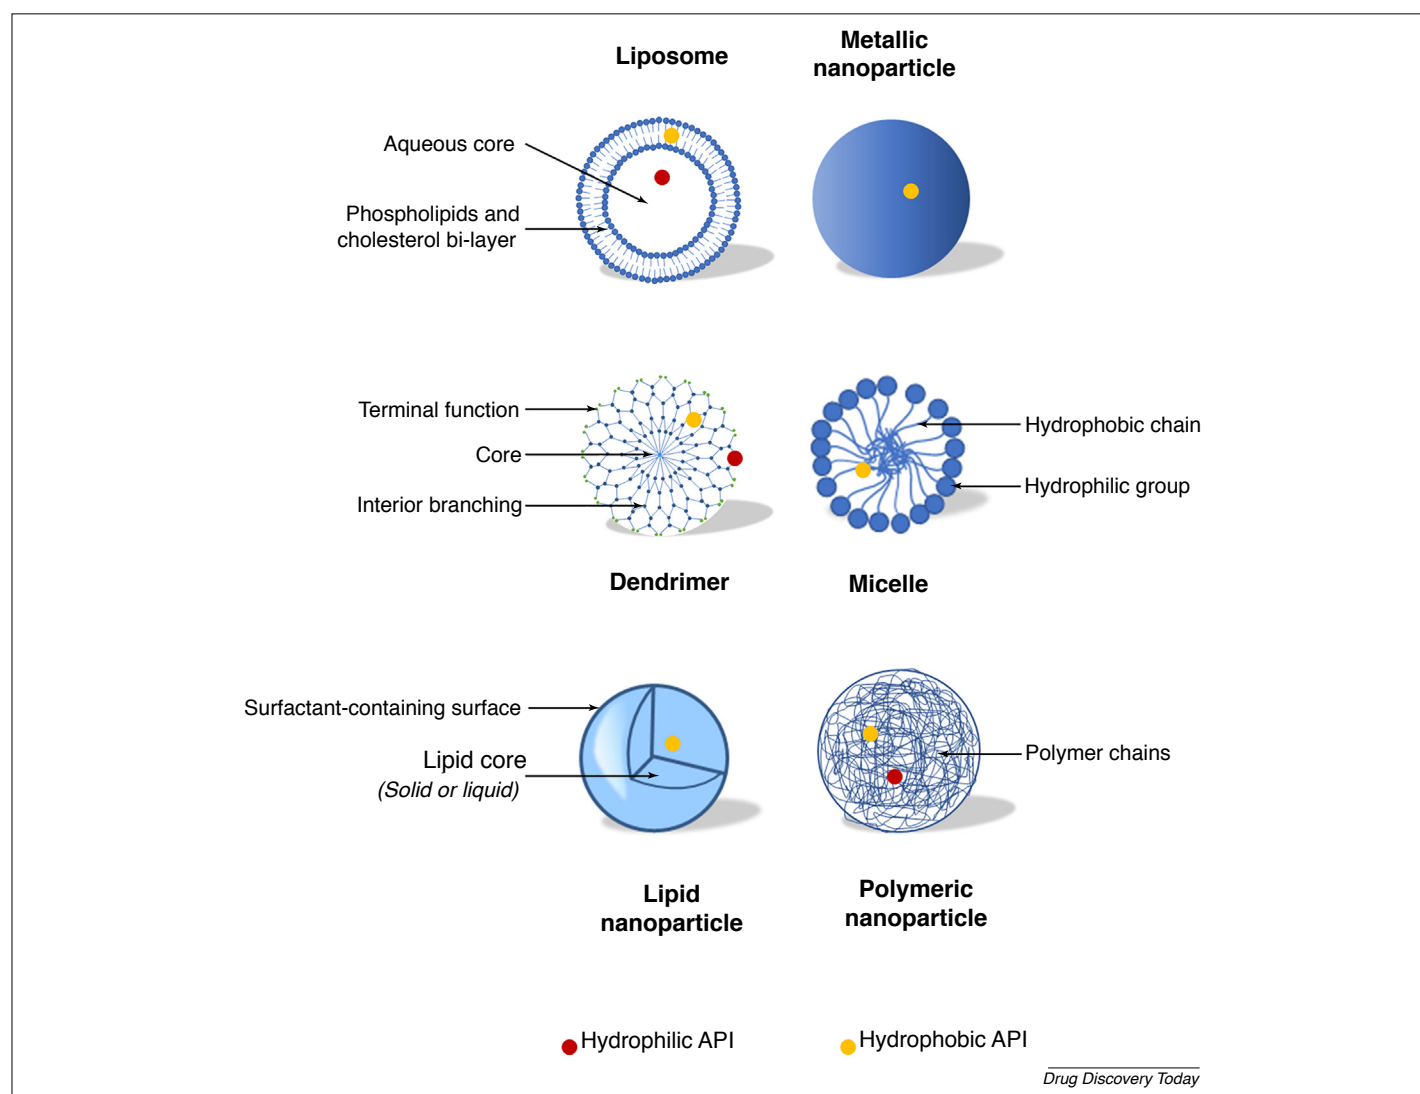 Liposome
Metallic
nanoparticle
Aqueous core
Phospholipids and
cholesterol bi-layer
Terminal function
Core
Interior branching
Hydrophobic chain
Hydrophilic group
Dendrimer
Micelle
Surfactant-containing surface
Lipid core
(Solid or liquid)
Polymer chains
Lipid
nanoparticle
Polymeric
nanoparticle
Hydrophilic API
Hydrophobic API
Drug Discovery Today